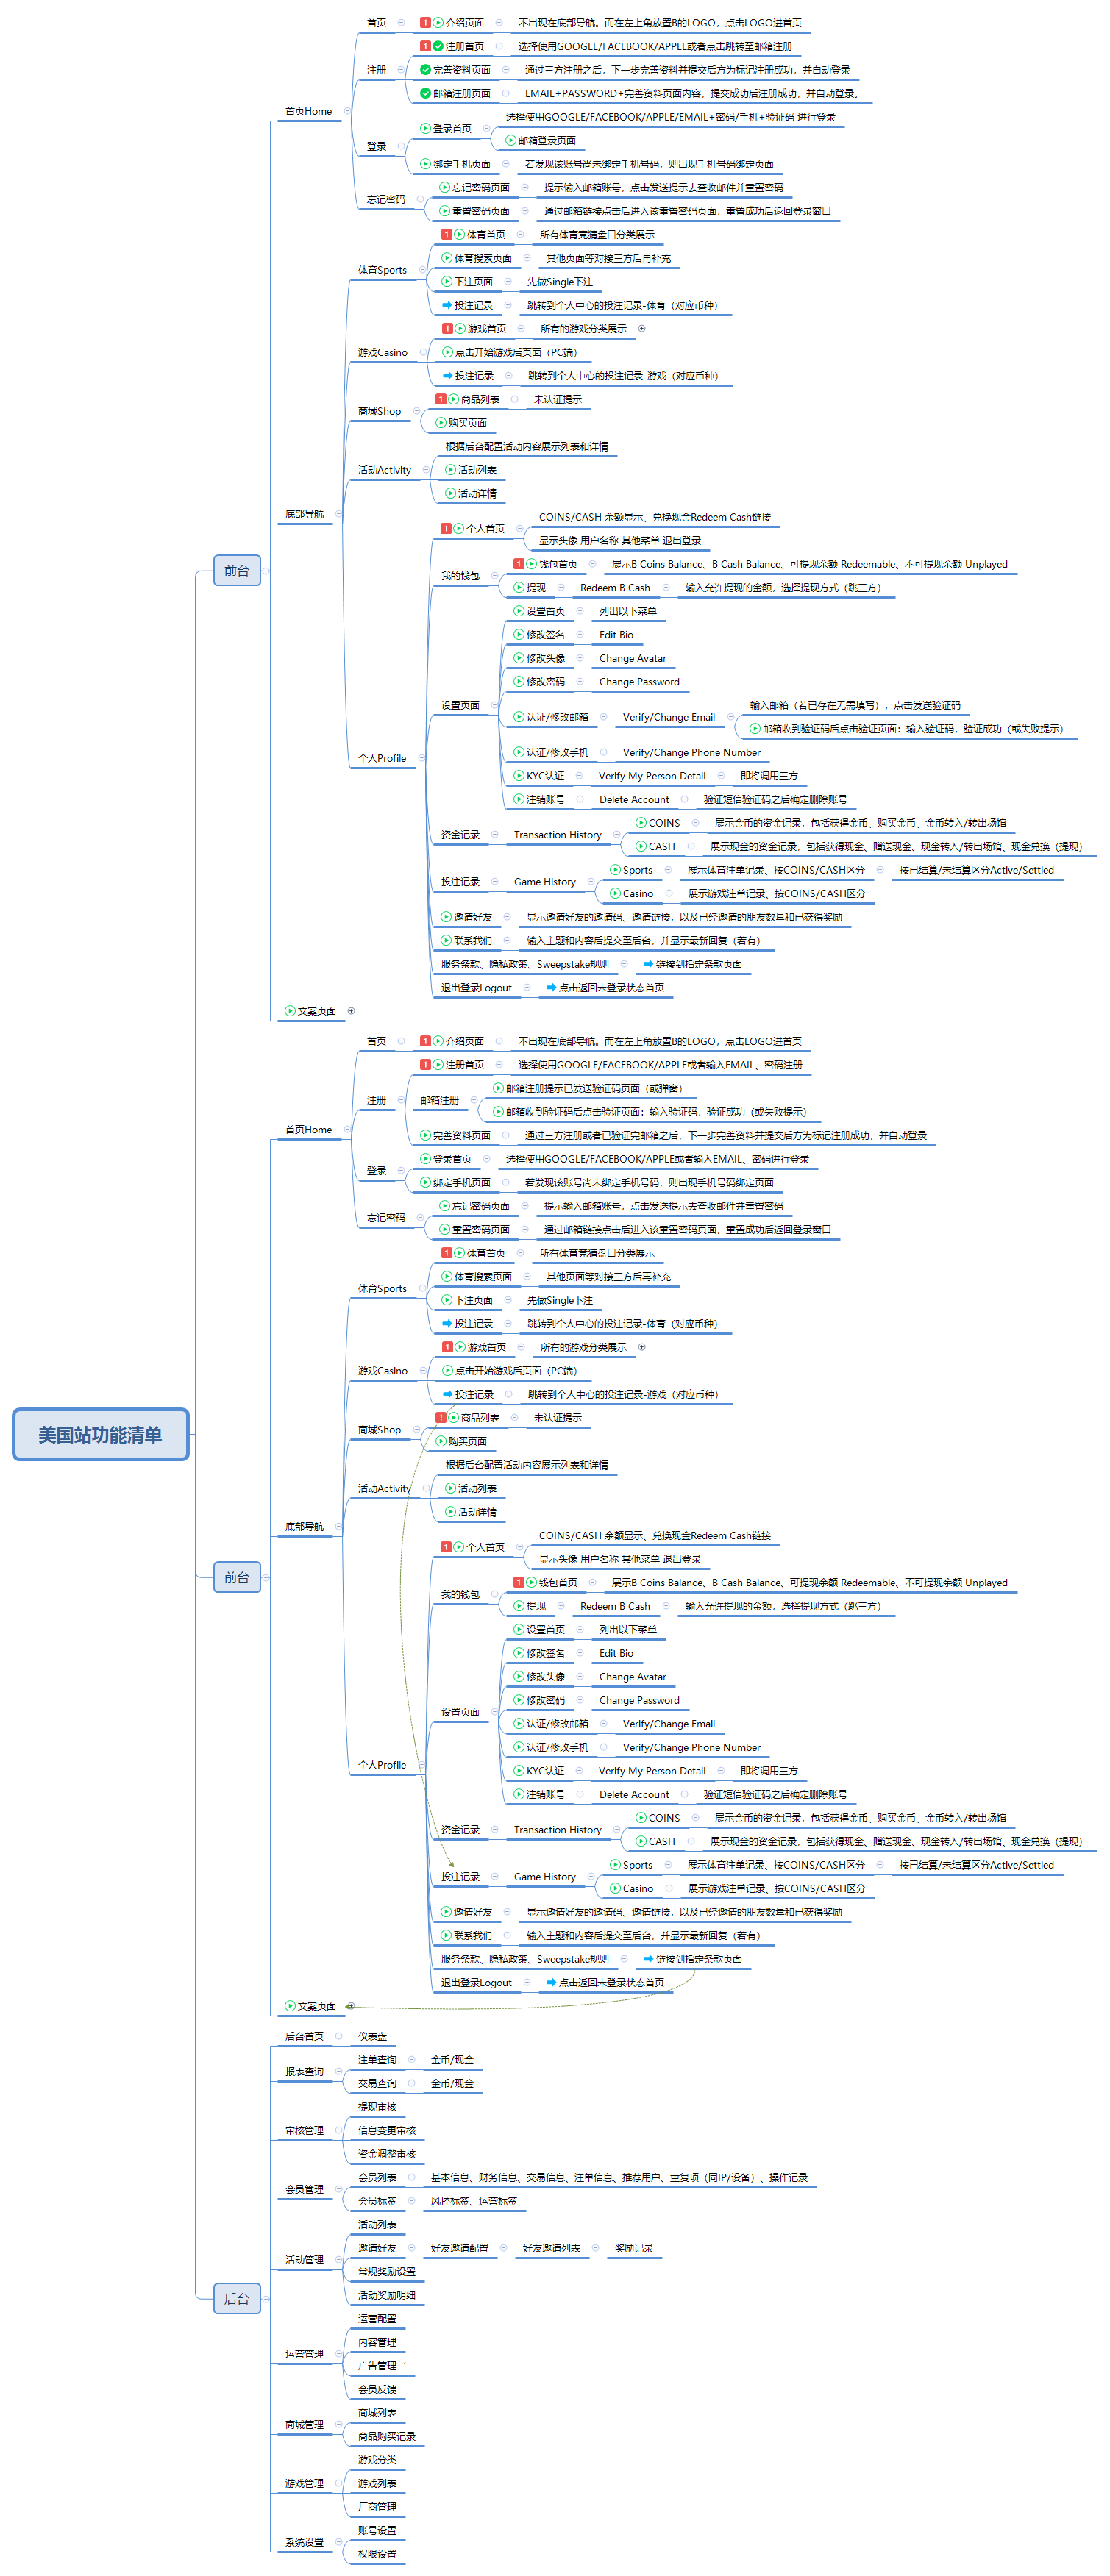 首页 1 介绍页面 不出现在底部导航。而在左上角放置B的LOGO，点击LOGO进首页
1 注册首页 选择使用GOOGLE/FACEBOOK/APPLE或者点击跳转至邮箱注册
注册 完善资料页面 通过三方注册之后，下一步完善资料并提交后方为标记注册成功，并自动登录
邮箱注册页面 EMAIL+PASSWORD+完善资料页面内容，提交成功后注册成功，并自动登录。
首页Home
登录首页 选择使用GOOGLE/FACEBOOK/APPLE/EMAIL+密码/手机+验证码 进行登录
邮箱登录页面
登录
绑定手机页面 若发现该账号尚未绑定手机号码，则出现手机号码绑定页面
忘记密码 忘记密码页面 提示输入邮箱账号，点击发送提示去查收邮件并重置密码
重置密码页面 通过邮箱链接点击后进入该重置密码页面，重置成功后返回登录窗口
1 体育首页 所有体育竞猜盘口分类展示
体育搜素页面 其他页面等对接三方后再补充
体育Sports
下注页面 先做Single下注
投注记录 跳转到个人中心的投注记录-体育（对应币种）
1 游戏首页 所有的游戏分类展示
游戏Casino 点击开始游戏后页面（PC端）
投注记录 跳转到个人中心的投注记录-游戏（对应币种）
商城Shop 1 商品列表 未认证提示
购买页面
根据后台配置活动内容展示列表和详情
活动Activity 活动列表
活动详情
底部导航
1 个人首页 COINS/CASH 余额显示、兑换现金Redeem Cash链接
显示头像 用户名称 其他菜单 退出登录
前台
我的钱包 1 钱包首页 展示B Coins Balance、B Cash Balance、可提现余额 Redeemable、不可提现余额 Unplayed
提现 Redeem B Cash 输入允许提现的金额，选择提现方式（跳三方）
设置首页 列出以下菜单
修改签名 Edit Bio
修改头像 Change Avatar
修改密码 Change Password
设置页面
认证/修改邮箱 Verify/Change Email 输入邮箱（若已存在无需填写），点击发送验证码
邮箱收到验证码后点击验证页面：输入验证码，验证成功（或失败提示）
认证/修改手机 Verify/Change Phone Number
个人Profile
KYC认证 Verify My Person Detail 即将调用三方
注销账号 Delete Account 验证短信验证码之后确定删除账号
资金记录 Transaction History COINS 展示金币的资金记录，包括获得金币、购买金币、金币转入/转出场馆
CASH 展示现金的资金记录，包括获得现金、赠送现金、现金转入/转出场馆、现金兑换（提现）
投注记录 Game History Sports 展示体育注单记录、按COINS/CASH区分 按已结算/未结算区分Active/Settled
Casino 展示游戏注单记录、按COINS/CASH区分
邀请好友 显示邀请好友的邀请码、邀请链接，以及已经邀请的朋友数量和已获得奖励
联系我们 输入主题和内容后提交至后台，并显示最新回复（若有）
服务条款、隐私政策、Sweepstake规则 链接到指定条款页面
退出登录Logout 点击返回未登录状态首页
文案页面
首页 1 介绍页面 不出现在底部导航。而在左上角放置B的LOGO，点击LOGO进首页
1 注册首页 选择使用GOOGLE/FACEBOOK/APPLE或者输入EMAIL、密码注册
注册 邮箱注册 邮箱注册提示已发送验证码页面（或弹窗）
邮箱收到验证码后点击验证页面：输入验证码，验证成功（或失败提示）
首页Home
完善资料页面 通过三方注册或者已验证完邮箱之后，下一步完善资料并提交后方为标记注册成功，并自动登录
登录 登录首页 选择使用GOOGLE/FACEBOOK/APPLE或者输入EMAIL、密码进行登录
绑定手机页面 若发现该账号尚未绑定手机号码，则出现手机号码绑定页面
忘记密码 忘记密码页面 提示输入邮箱账号，点击发送提示去查收邮件并重置密码
重置密码页面 通过邮箱链接点击后进入该重置密码页面，重置成功后返回登录窗口
1 体育首页 所有体育竞猜盘口分类展示
体育搜素页面 其他页面等对接三方后再补充
体育Sports
下注页面 先做Single下注
投注记录 跳转到个人中心的投注记录-体育（对应币种）
1 游戏首页 所有的游戏分类展示
游戏Casino 点击开始游戏后页面（PC端）
投注记录 跳转到个人中心的投注记录-游戏（对应币种）
商城Shop 1 商品列表 未认证提示
购买页面
美国站功能清单
根据后台配置活动内容展示列表和详情
活动Activity 活动列表
活动详情
底部导航
1 个人首页 COINS/CASH 余额显示、兑换现金Redeem Cash链接
显示头像 用户名称 其他菜单 退出登录
前台
我的钱包 1 钱包首页 展示B Coins Balance、B Cash Balance、可提现余额 Redeemable、不可提现余额 Unplayed
提现 Redeem B Cash 输入允许提现的金额，选择提现方式（跳三方）
设置首页 列出以下菜单
修改签名 Edit Bio
修改头像 Change Avatar
修改密码 Change Password
设置页面
认证/修改邮箱 Verify/Change Email
认证/修改手机 Verify/Change Phone Number
个人Profile
KYC认证 Verify My Person Detail 即将调用三方
注销账号 Delete Account 验证短信验证码之后确定删除账号
资金记录 Transaction History COINS 展示金币的资金记录，包括获得金币、购买金币、金币转入/转出场馆
CASH 展示现金的资金记录，包括获得现金、赠送现金、现金转入/转出场馆、现金兑换（提现）
投注记录 Game History Sports 展示体育注单记录、按COINS/CASH区分 按已结算/未结算区分Active/Settled
Casino 展示游戏注单记录、按COINS/CASH区分
邀请好友 显示邀请好友的邀请码、邀请链接，以及已经邀请的朋友数量和已获得奖励
联系我们 输入主题和内容后提交至后台，并显示最新回复（若有）
服务条款、隐私政策、Sweepstake规则 链接到指定条款页面
退出登录Logout 点击返回未登录状态首页
文案页面
后台首页 仪表盘
报表查询 注单查询 金币/现金
交易查询 金币/现金
提现审核
审核管理 信息变更审核
资金调整审核
会员管理 会员列表 基本信息、财务信息、交易信息、注单信息、推荐用户、重复项（同IP/设备）、操作记录
会员标签 风控标签、运营标签
活动列表
活动管理 邀请好友 好友邀请配置 好友邀请列表 奖励记录
常规奖励设置
活动奖励明细
后台
运营配置
内容管理
运营管理
广告管理
会员反馈
商城管理 商城列表
商品购买记录
游戏分类
游戏管理 游戏列表
厂商管理
系统设置 账号设置
权限设置